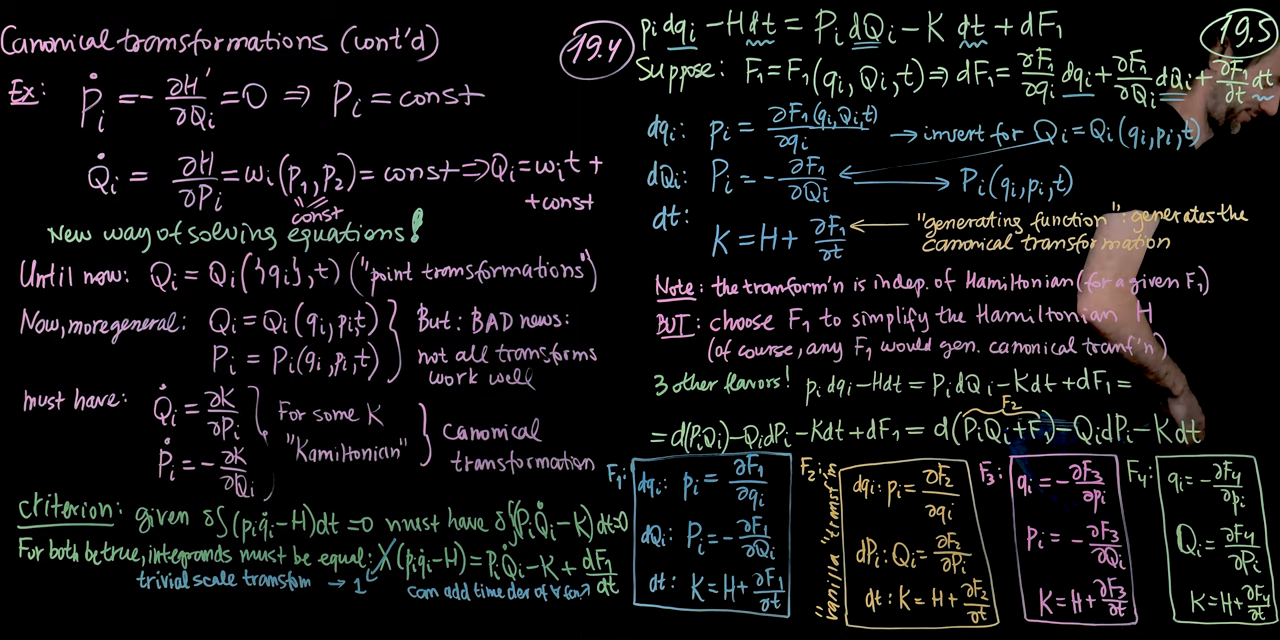 Canonical transformations (cont'd)
19.4
Ex: Ṗi = -∂H'/∂Qi = 0 ⇒ Pi = const
Q̇i = ∂H/∂Pi = ωi(P1,P2) = const ⇒ Qi = ωit +
+const
const
New way of solving equations!
Until now: Qi = Qi({qi},t) ("point transformations")
Now, more general: Qi = Qi(qi,pi,t)
Pi = Pi(qi,pi,t)
But: BAD news:
not all transforms
work well
must have: Q̇i = ∂K/∂Pi
Ṗi = -∂K/∂Qi
For some K
"Kamiltonian"
Canonical
transformation
criterion: given δ∫(piq̇i-H)dt=0 must have δ∫(PiQ̇i-K)dt=0
For both be true, integrands must be equal: λ(piq̇i-H)=PiQ̇i-K+dF1/dt
trivial scale transfm → 1
can add time der of ∀ fcn↗
pidqi-Hdt = PidQi-K dt+dF1
19.5
Suppose: F1=F1(qi,Qi,t) ⇒ dF1=∂F1/∂qi dqi+∂F1/∂Qi dQi+∂F1/∂t dt
dqi: pi = ∂F1(qi,Qi,t)/∂qi → invert for Qi=Qi(qi,pi,t)
dQi: Pi = -∂F1/∂Qi → Pi(qi,pi,t)
dt: K = H+ ∂F1/∂t ← "generating function": generates the
canonical transformation
Note: the transform'n is indep. of Hamiltonian (for a given F1)
BUT: choose F1 to simplify the Hamiltonian H
(of course, any F1 would gen. canonical tranf'n)
3 other flavors! pidqi-Hdt = PidQi-Kdt+dF1=
F2
=d(PiQi)-QidPi-Kdt+dF1 = d(PiQi+F1)-QidPi-Kdt
F1: dqi: pi=∂F1/∂qi
dQi: Pi=-∂F1/∂Qi
dt: K=H+∂F1/∂t
F2: "vanilla" transf'm
dqi: pi=∂F2/∂qi
dPi: Qi=∂F2/∂Pi
dt: K=H+∂F2/∂t
F3: qi=-∂F3/∂pi
Pi=-∂F3/∂Qi
K=H+∂F3/∂t
F4: qi=-∂F4/∂pi
Qi=∂F4/∂Pi
K=H+∂F4/∂t